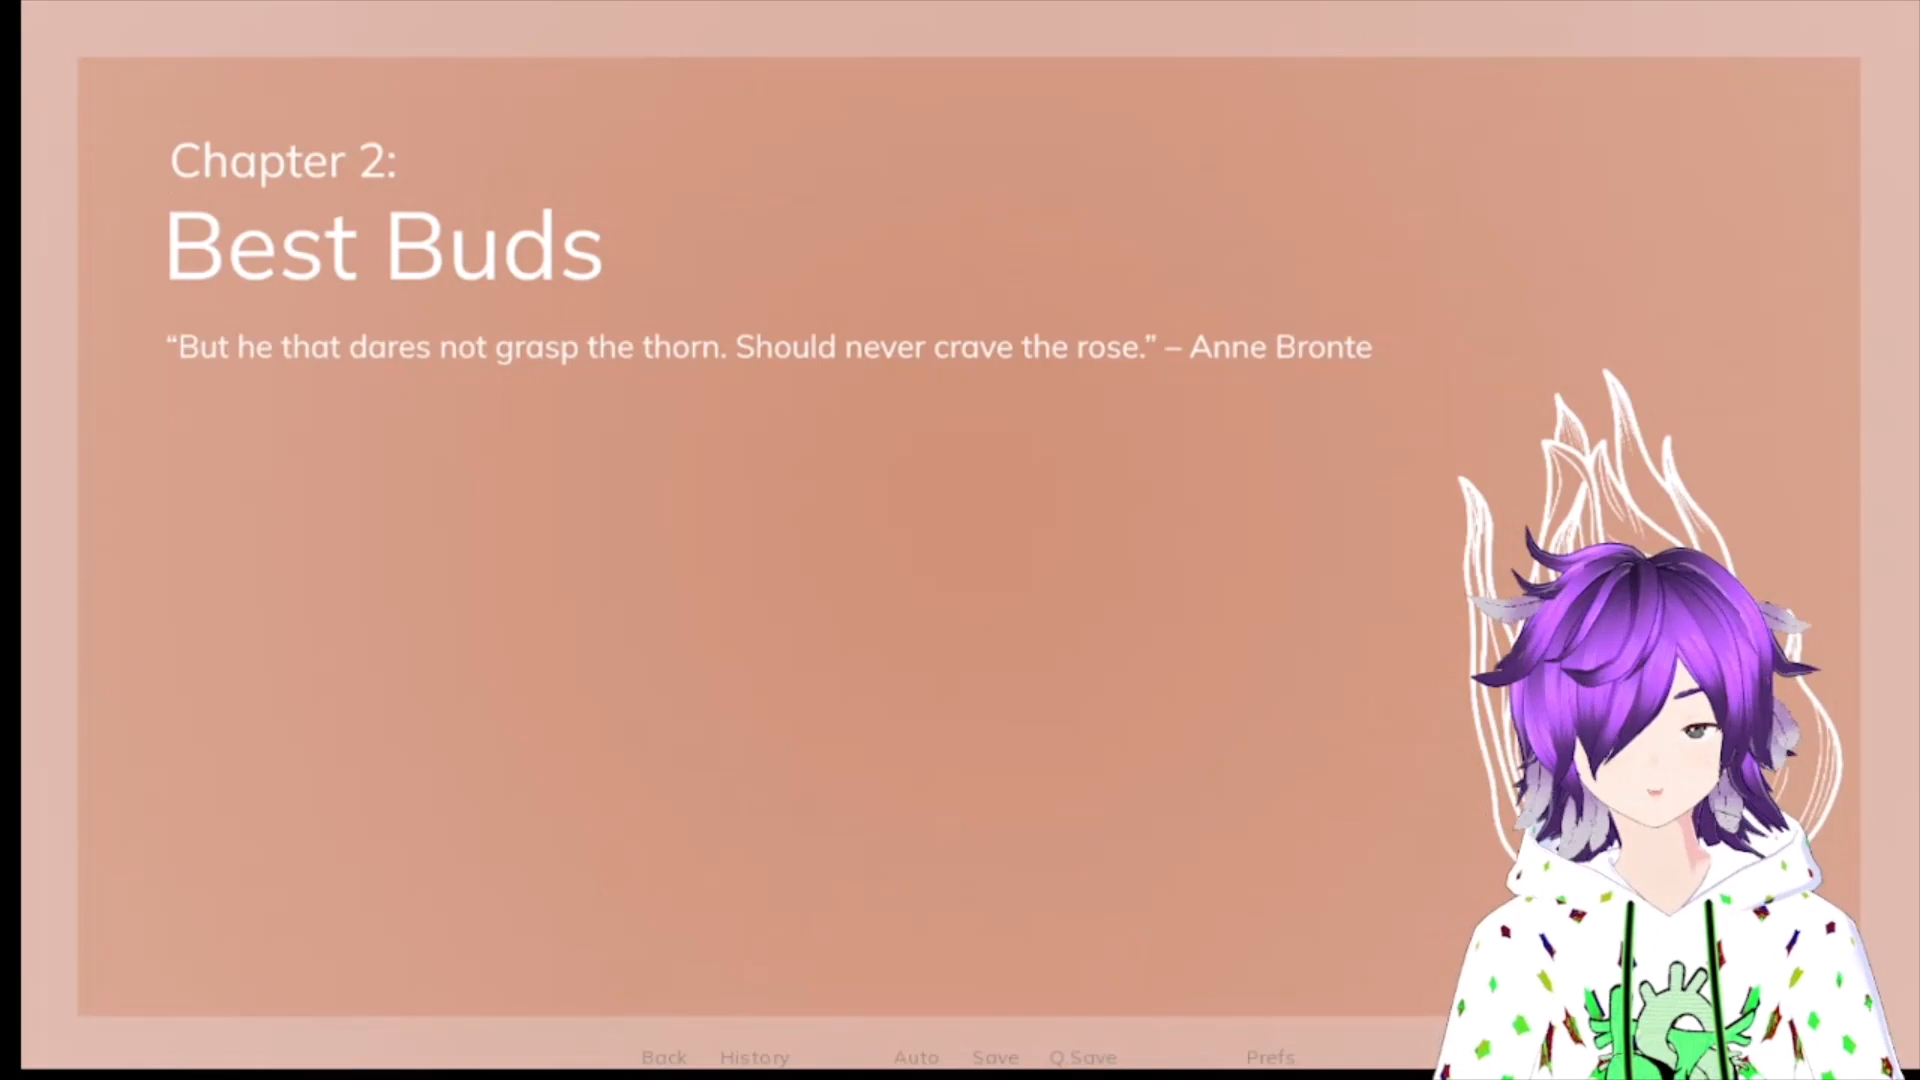 Chapter 2:
Best Buds
“But he that dares not grasp the thorn. Should never crave the rose.” – Anne Bronte
Back History Auto Save Q.Save Prefs